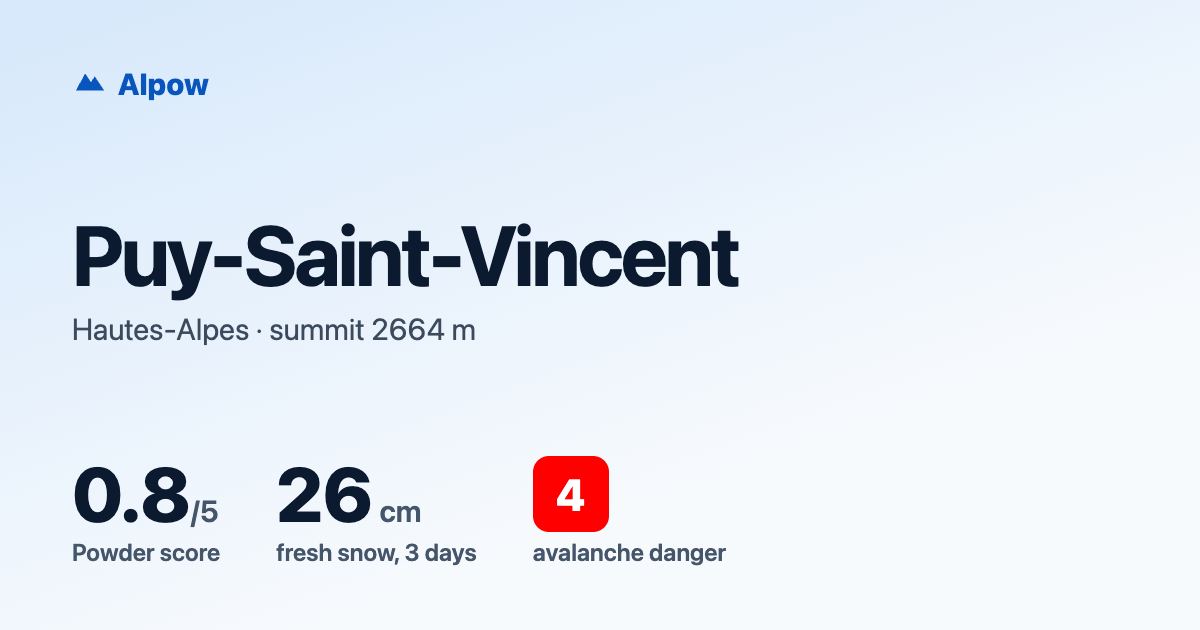 Alpow
Puy-Saint-Vincent
Hautes-Alpes · summit 2664 m
0.8/5
Powder score
26 cm
fresh snow, 3 days
4
avalanche danger